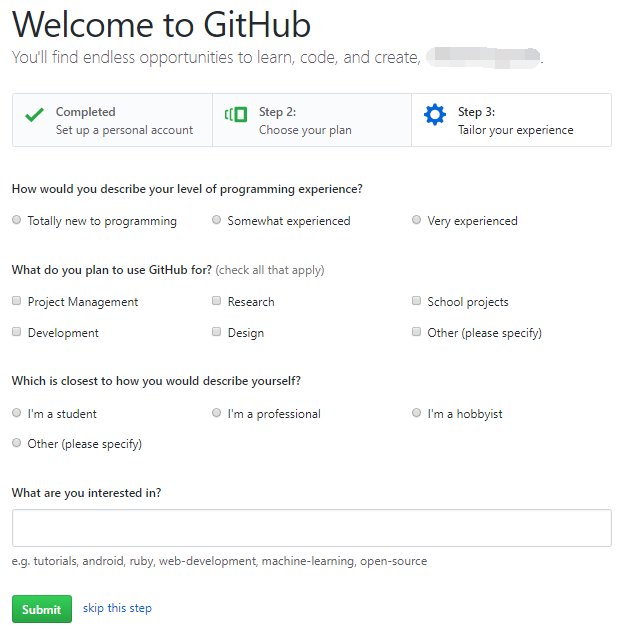 Welcome to GitHub
You'll find endless opportunities to learn, code, and create, .
Completed
Set up a personal account
Step 2:
Choose your plan
Step 3:
Tailor your experience
How would you describe your level of programming experience?
Totally new to programming Somewhat experienced Very experienced
What do you plan to use GitHub for? (check all that apply)
Project Management Research School projects
Development Design Other (please specify)
Which is closest to how you would describe yourself?
I'm a student I'm a professional I'm a hobbyist
Other (please specify)
What are you interested in?
e.g. tutorials, android, ruby, web-development, machine-learning, open-source
Submit skip this step